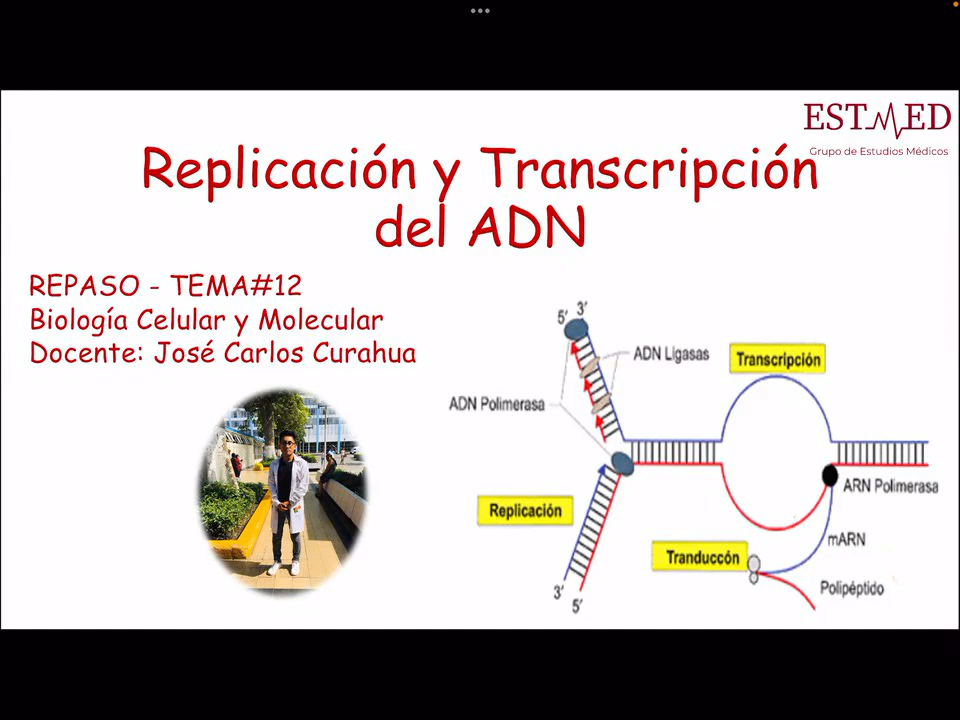 ESTMED
Grupo de Estudios Médicos
Replicación y Transcripción
del ADN
REPASO - TEMA#12
Biología Celular y Molecular
Docente: José Carlos Curahua
5’ 3’
ADN Ligasas
Transcripción
ADN Polimerasa
ARN Polimerasa
Replicación
mARN
Tranduccón
Polipéptido
3’
5’